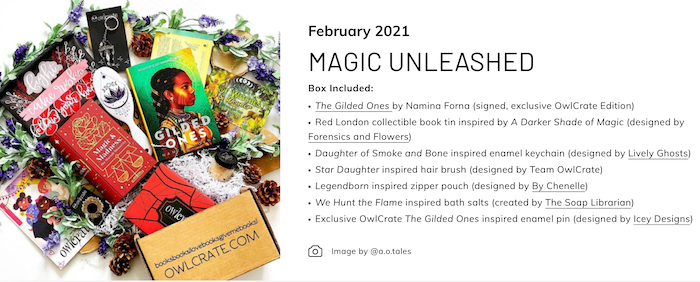 February 2021
MAGIC UNLEASHED
Box Included:
• The Gilded Ones by Namina Forna (signed, exclusive OwlCrate Edition)
• Red London collectible book tin inspired by A Darker Shade of Magic (designed by
Forensics and Flowers)
• Daughter of Smoke and Bone inspired enamel keychain (designed by Lively Ghosts)
• Star Daughter inspired hair brush (designed by Team OwlCrate)
• Legendborn inspired zipper pouch (designed by By Chenelle)
• We Hunt the Flame inspired bath salts (created by The Soap Librarian)
• Exclusive OwlCrate The Gilded Ones inspired enamel pin (designed by Icey Designs)
Image by @a.o.tales
THE
GILDED
ONES
Magic &
Madness
owlcrate
OWLCRATE.COM